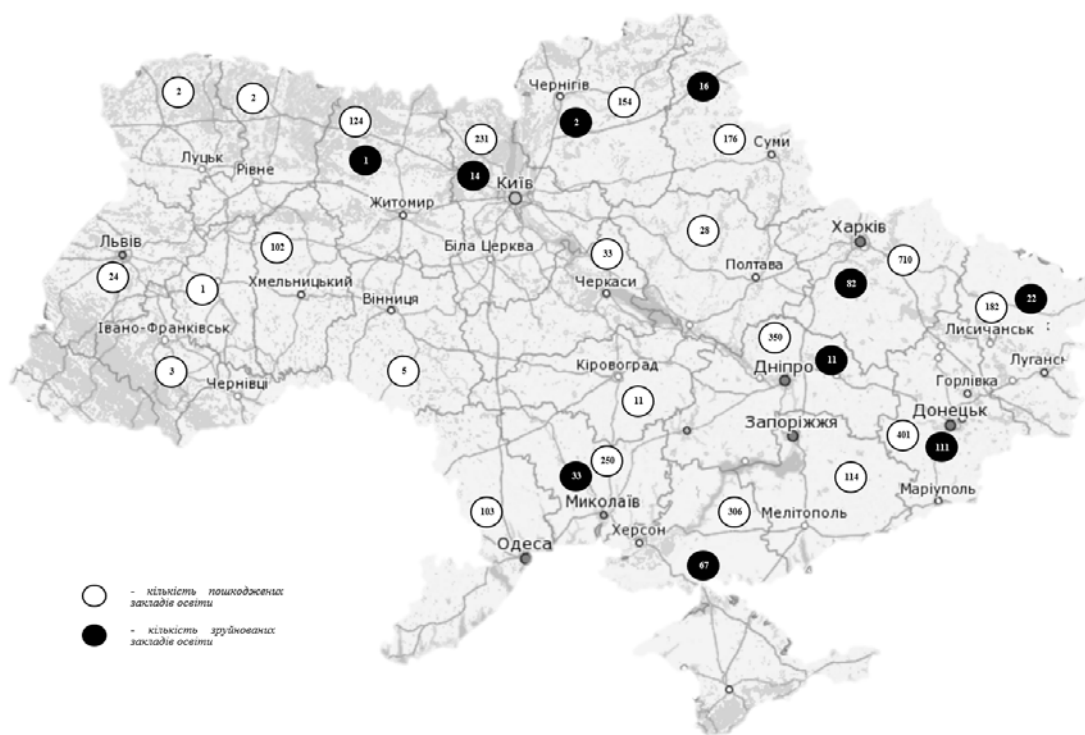 Чернігів
16
2
2
154
2
124
231
176
Суми
1
14
Луцьк
Рівне
Київ
Житомир
28
Харків
Львів
102
Біла Церква
33
710
24
1
Хмельницький
Полтава
82
Вінниця
Черкаси
182
22
Івано-Франківськ
350
Лисичанськ
3
Чернівці
5
Кіровоград
Дніпро
11
Луганськ
Горлівка
11
Запоріжжя
Донецьк
401
111
33
250
114
Маріуполь
Миколаїв
103
306
Мелітополь
Херсон
Одеса
67
- кількість пошкоджених
закладів освіти
- кількість зруйнованих
закладів освіти